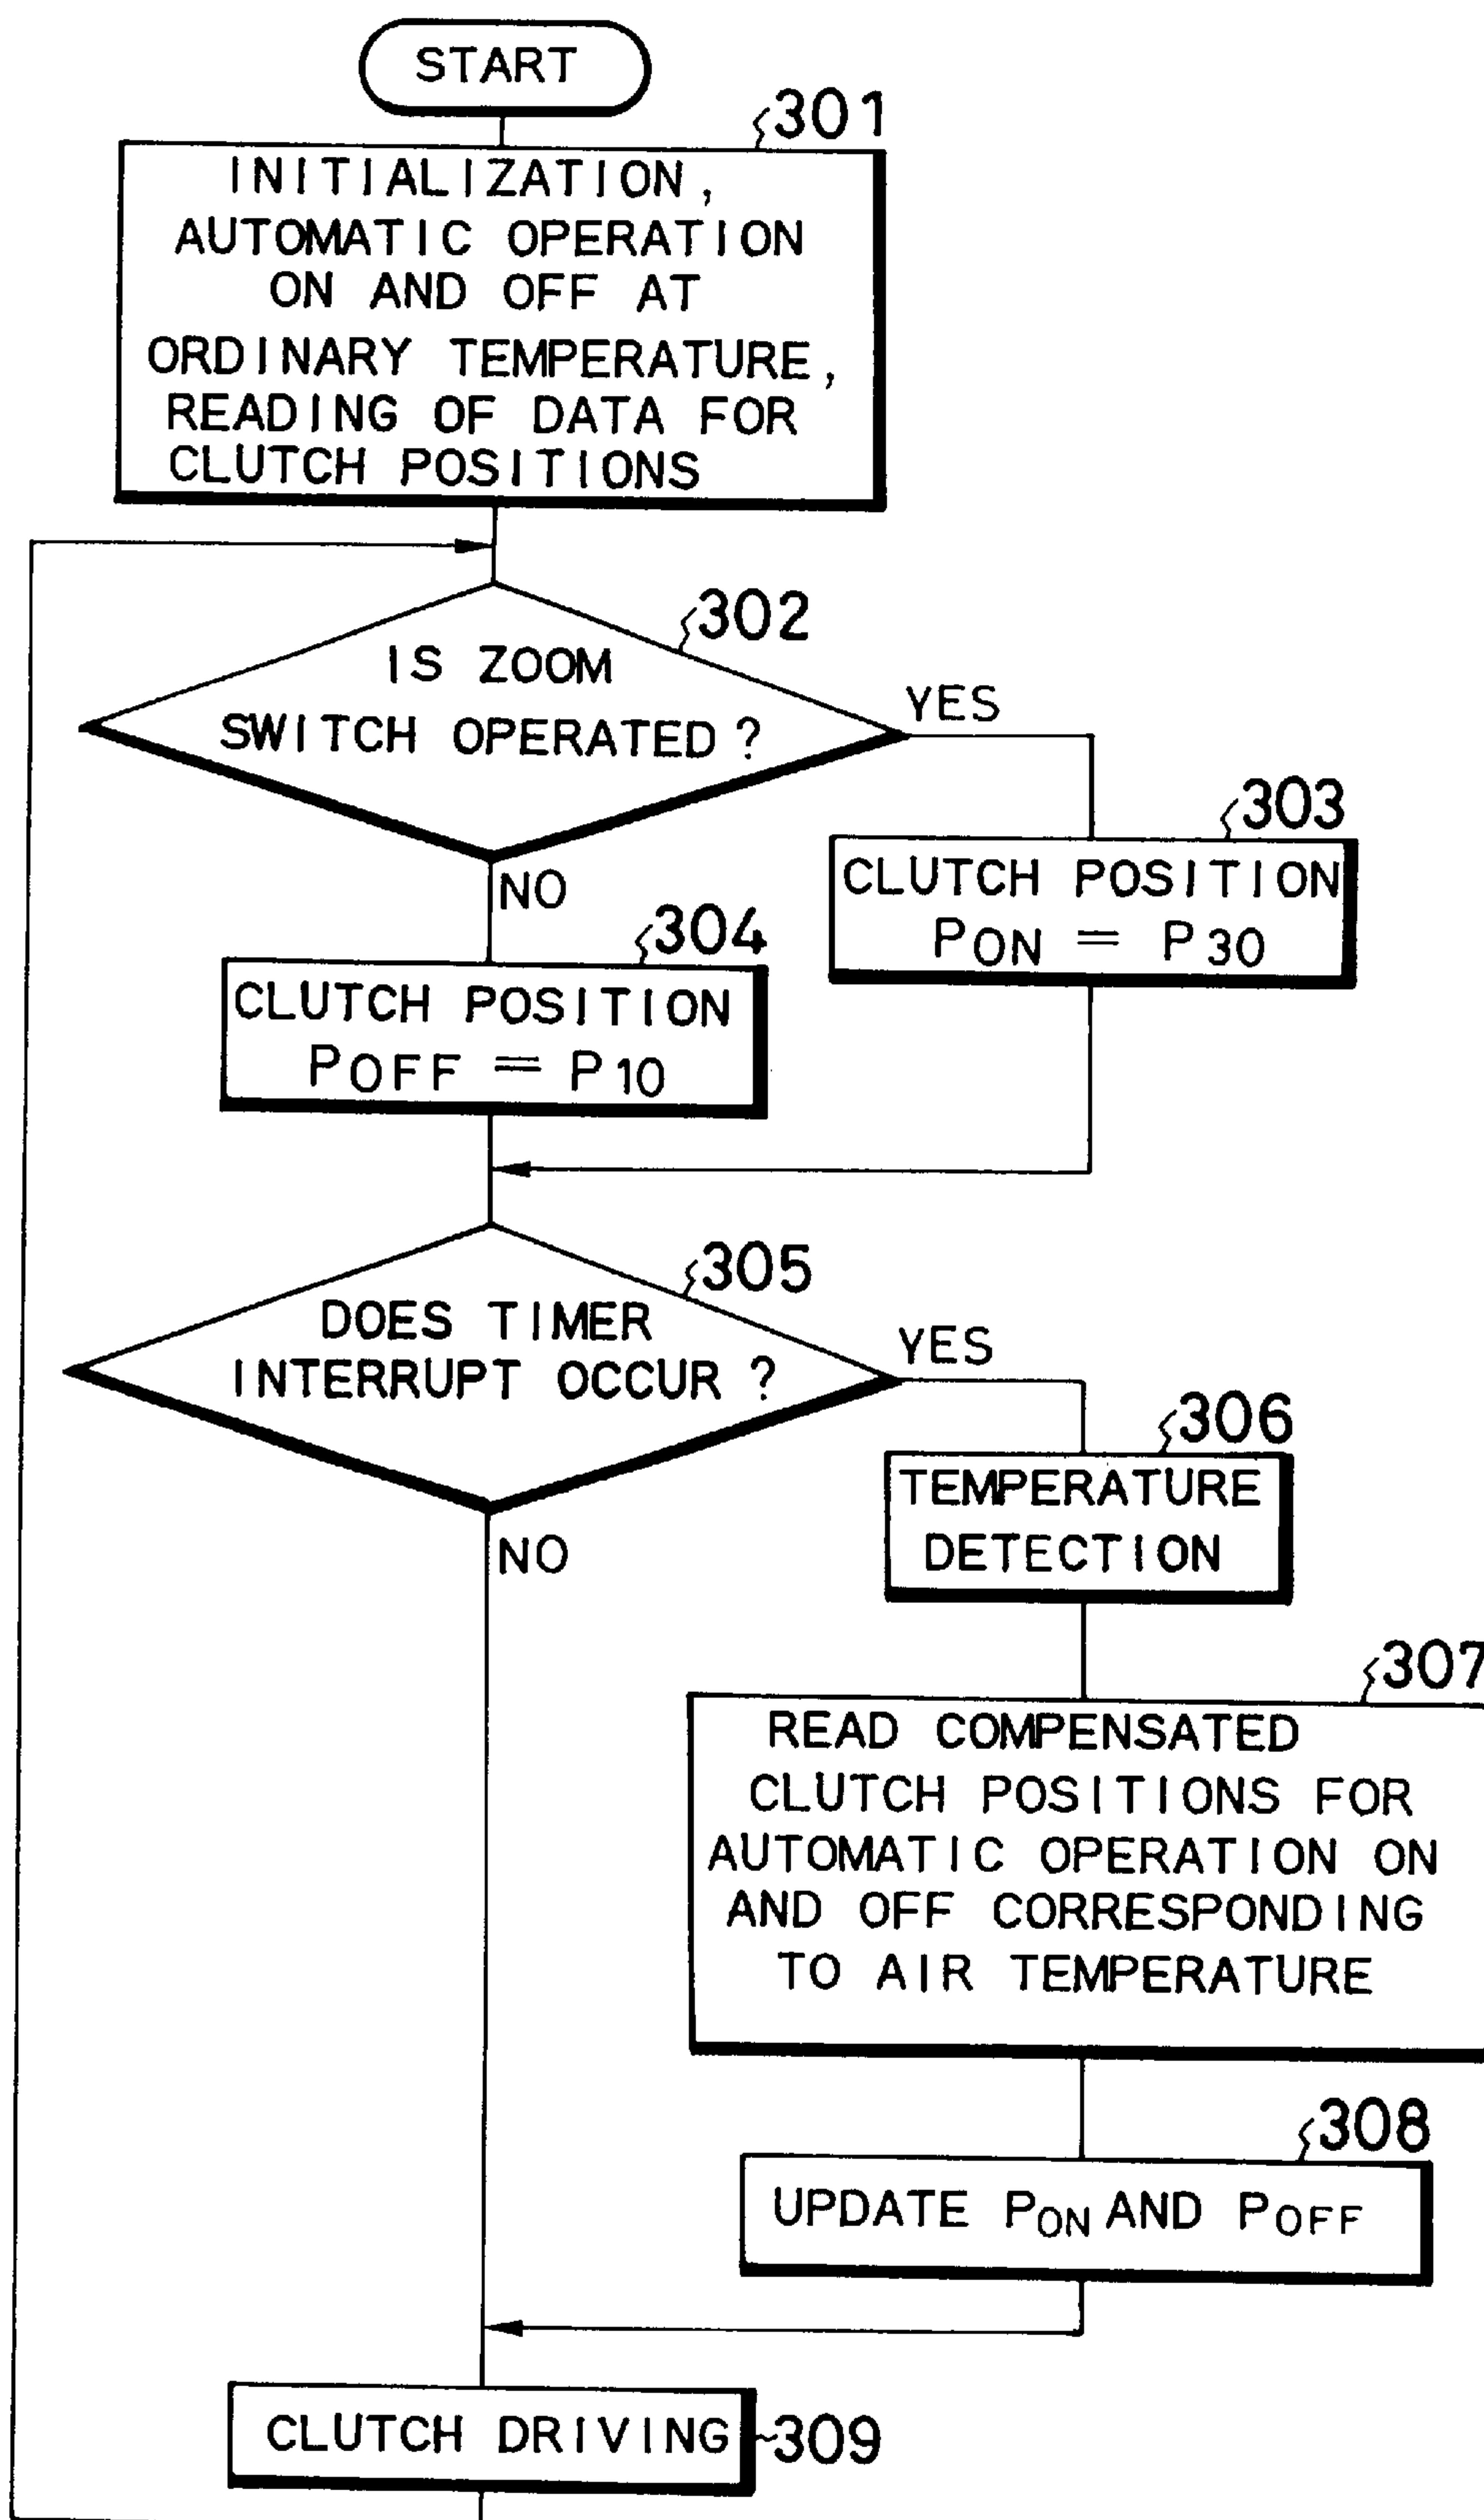 START
301
INITIALIZATION,
AUTOMATIC OPERATION
ON AND OFF AT
ORDINARY TEMPERATURE,
READING OF DATA FOR
CLUTCH POSITIONS
302
IS ZOOM
SWITCH OPERATED ?
YES
303
CLUTCH POSITION
PON = P30
NO
304
CLUTCH POSITION
POFF = P10
305
DOES TIMER
INTERRUPT OCCUR ?
YES
306
TEMPERATURE
DETECTION
NO
307
READ COMPENSATED
CLUTCH POSITIONS FOR
AUTOMATIC OPERATION ON
AND OFF CORRESPONDING
TO AIR TEMPERATURE
308
UPDATE PON AND POFF
CLUTCH DRIVING 309